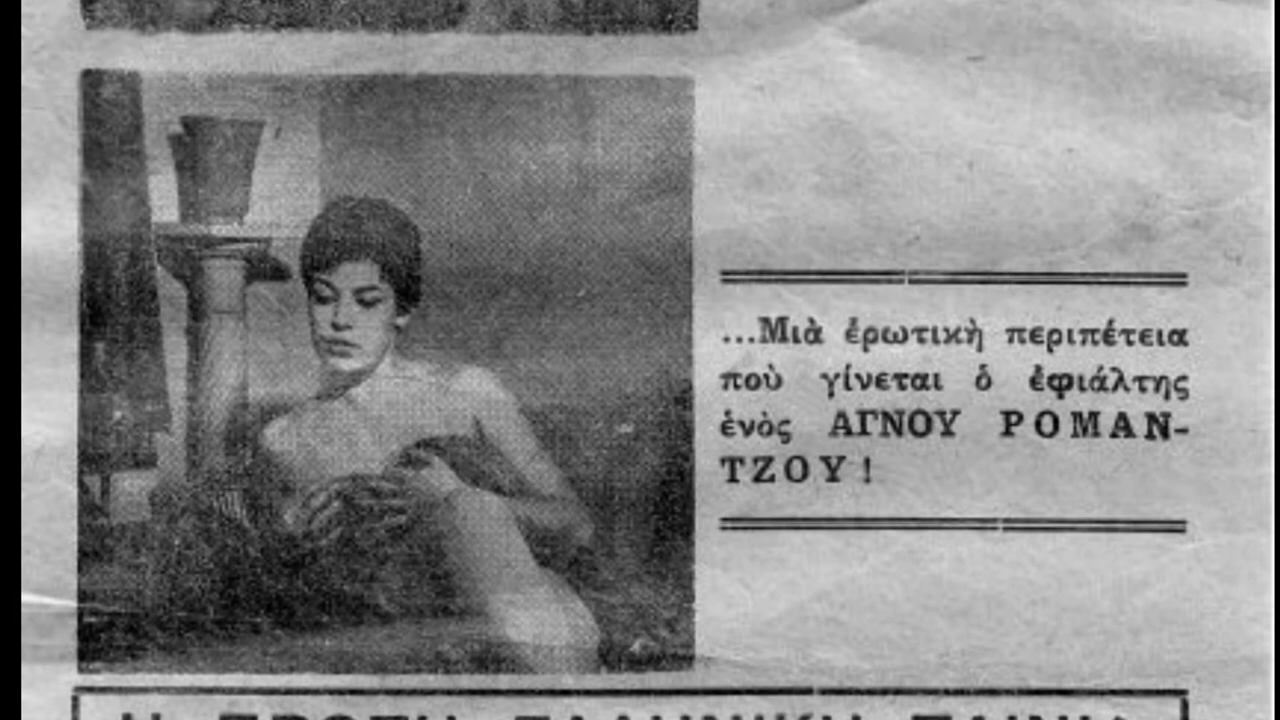 ...Μιὰ ἐρωτικὴ περιπέτεια
ποὺ γίνεται ὁ ἐφιάλτης
ἑνὸς ΑΓΝΟΥ ΡΟΜΑΝ-
ΤΖΟΥ!